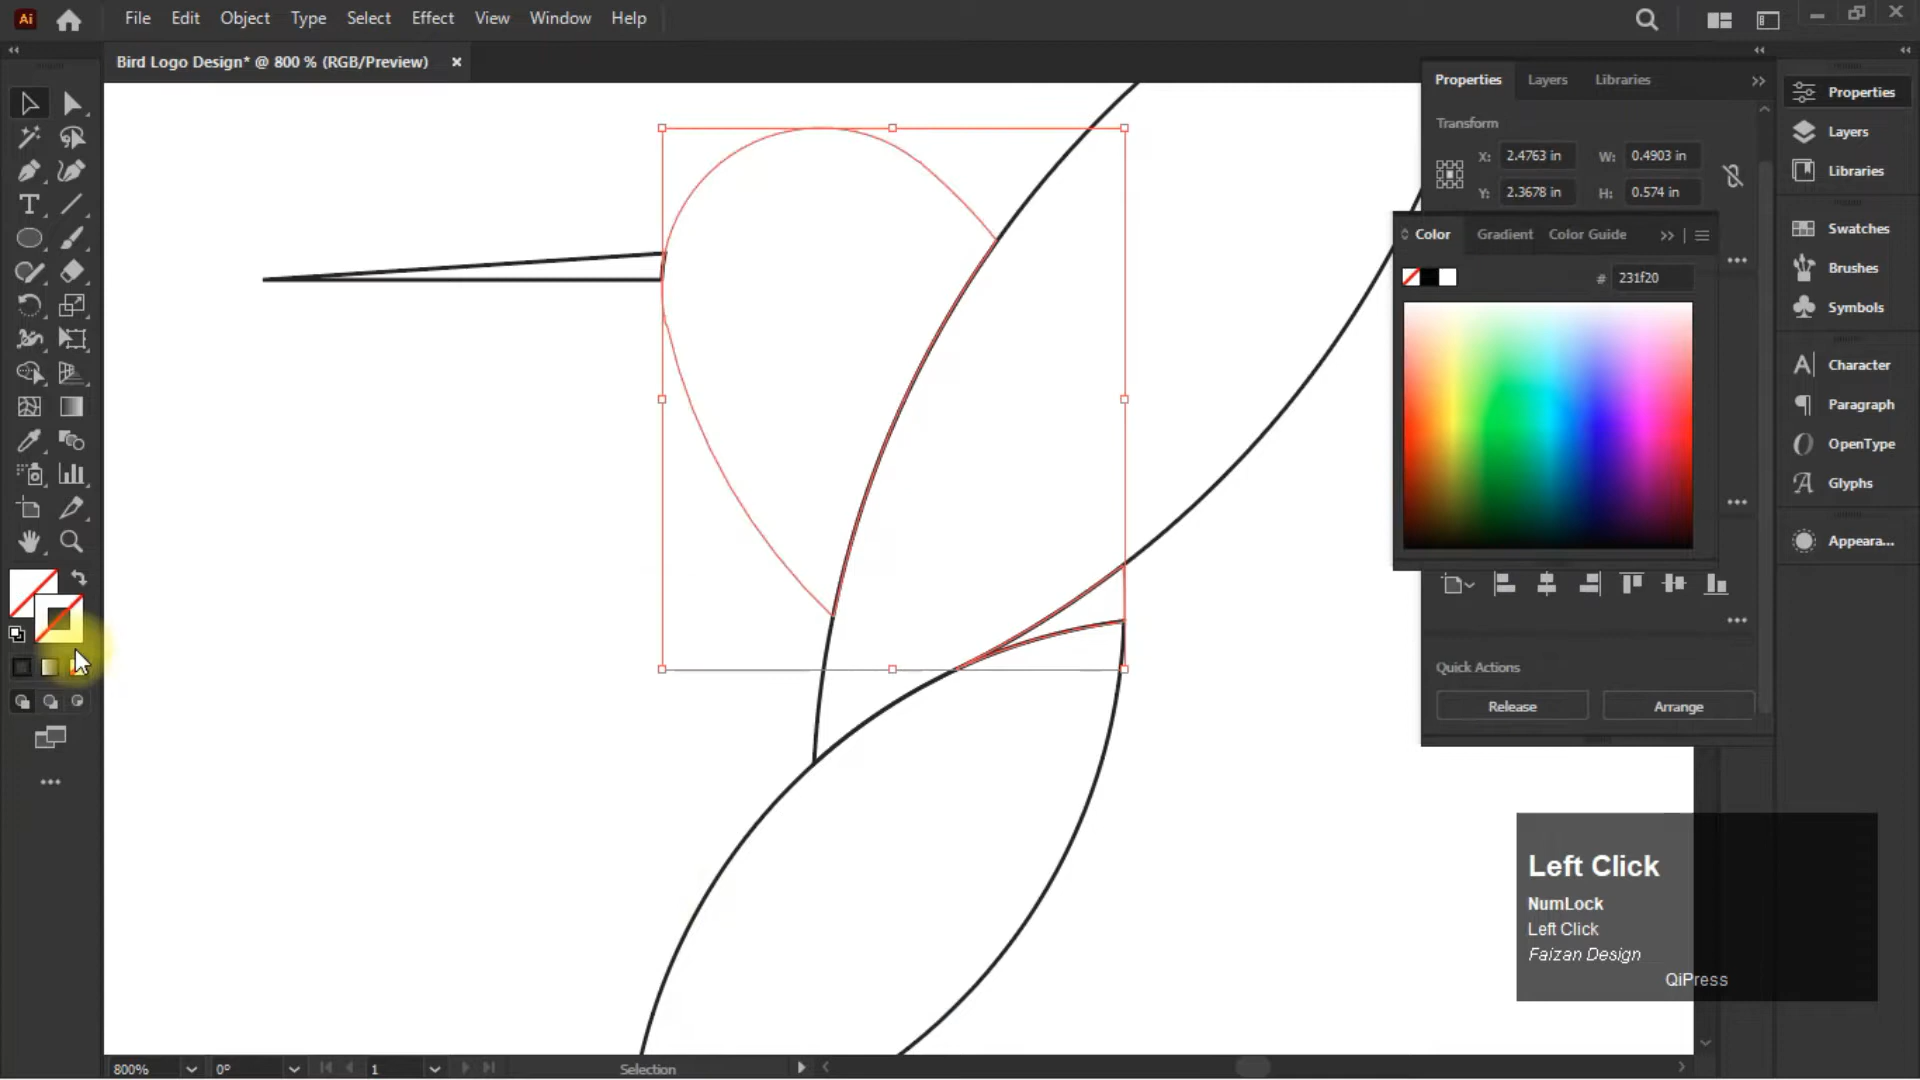 Ai File Edit Object Type Select Effect View Window Help
Bird Logo Design* @ 800 % (RGB/Preview) ×
Properties Layers Libraries
Transform
X: 2.4763 in W: 0.4903 in
Y: 2.3678 in H: 0.574 in
Color Gradient Color Guide
# 231f20
Quick Actions
Release Arrange
Properties
Layers
Libraries
Swatches
Brushes
Symbols
Character
Paragraph
OpenType
Glyphs
Appeara...
Left Click
NumLock
Left Click
Faizan Design
QiPress
800% 0° 1 Selection